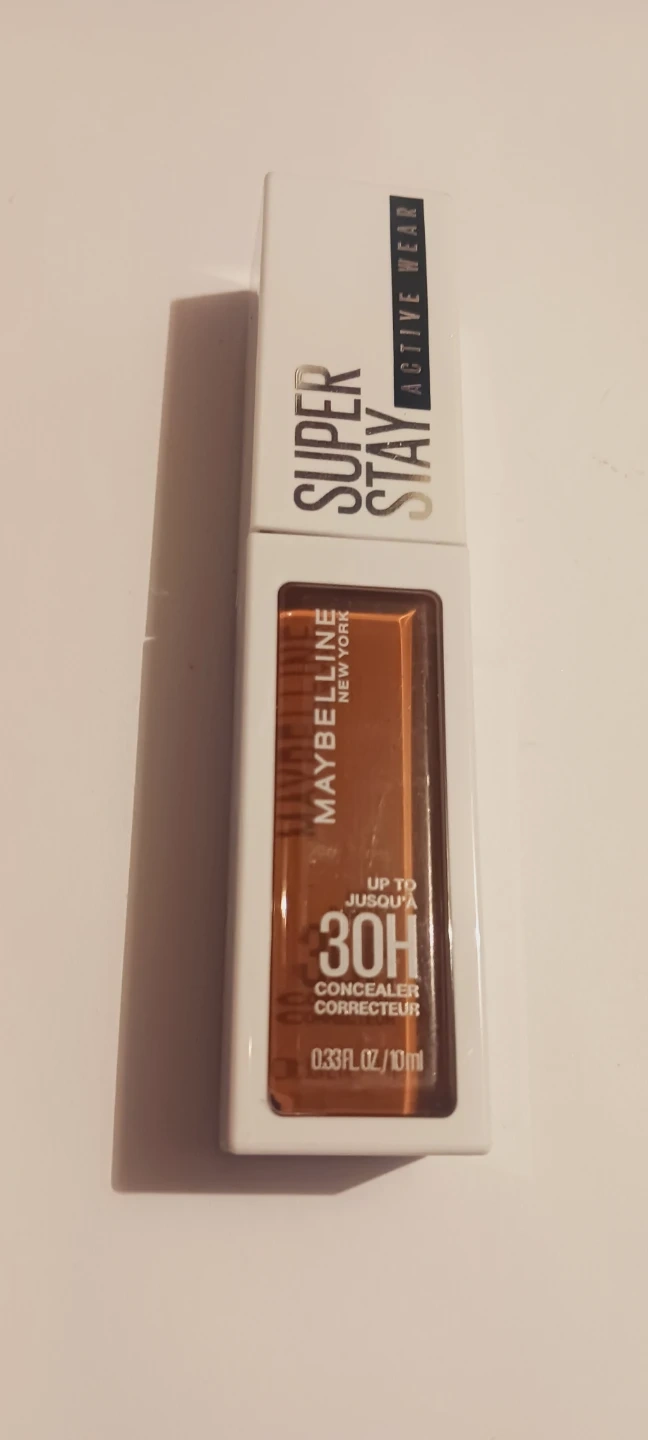 SUPER
STAY
ACTIVE WEAR
MAYBELLINE
NEW YORK
UP TO
JUSQU'À
30H
CONCEALER
CORRECTEUR
0.33 FL. OZ. / 10 ml